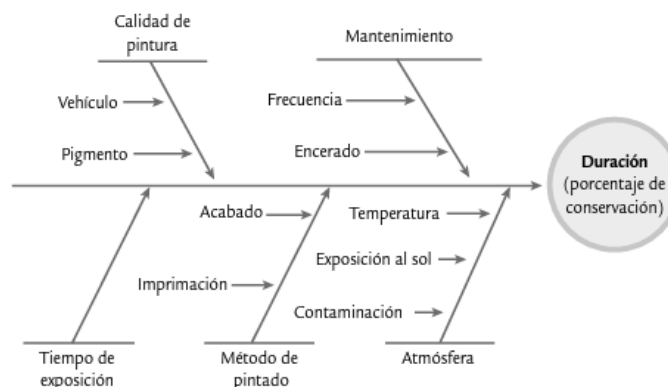 Calidad de
pintura
Mantenimiento
Vehículo
Frecuencia
Pigmento
Encerado
Duración
(porcentaje de
conservación)
Acabado
Temperatura
Exposición al sol
Imprimación
Contaminación
Tiempo de
exposición
Método de
pintado
Atmósfera